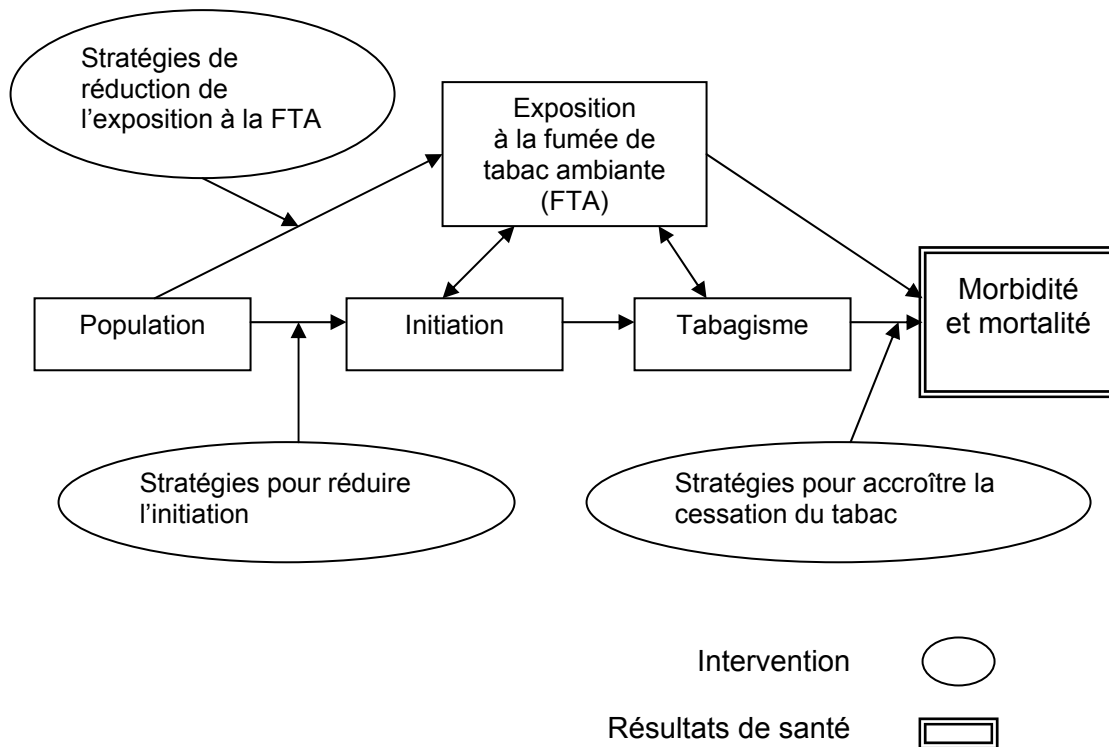 Stratégies de
réduction de
l’exposition à la FTA
Exposition
à la fumée de
tabac ambiante
(FTA)
Population
Initiation
Tabagisme
Morbidité
et mortalité
Stratégies pour réduire
l’initiation
Stratégies pour accroître la
cessation du tabac
Intervention
Résultats de santé